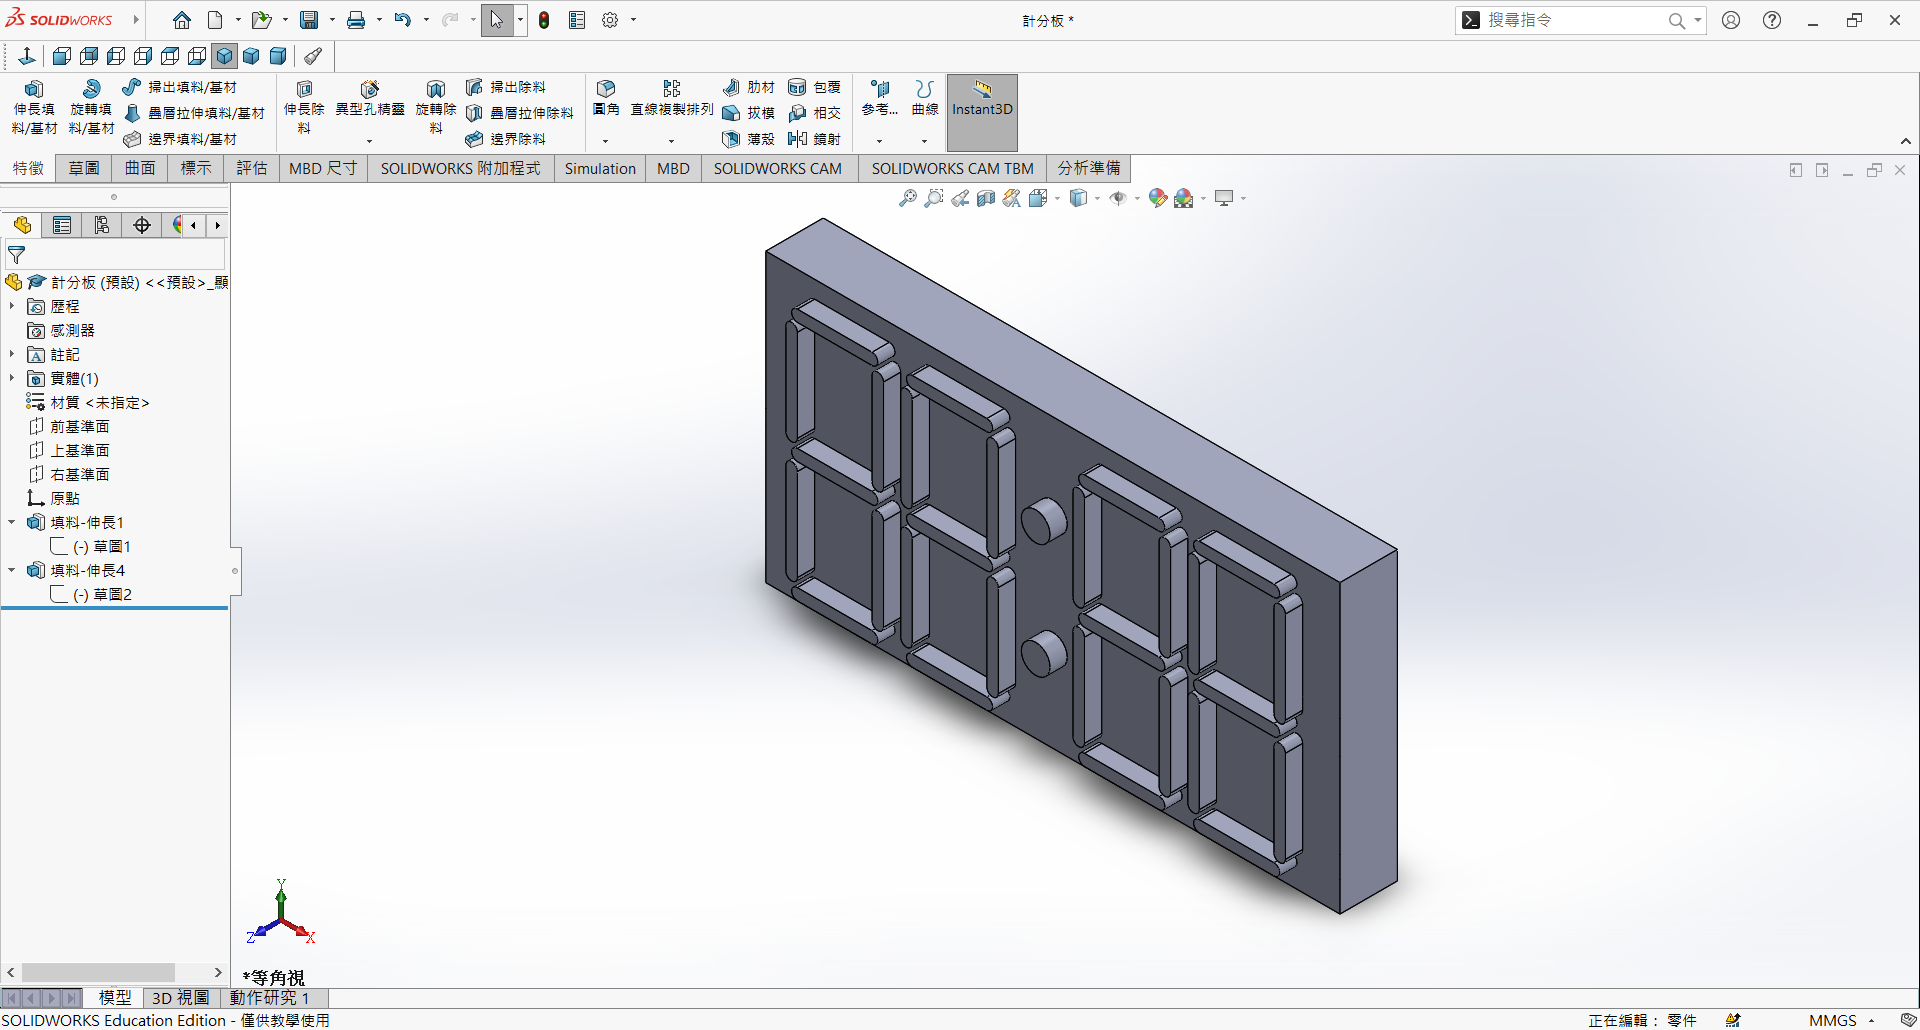 SOLIDWORKS
計分板 *
搜尋指令
伸長填料/基材
旋轉填料/基材
掃出填料/基材
疊層拉伸填料/基材
邊界填料/基材
伸長除料
異型孔精靈
旋轉除料
掃出除料
疊層拉伸除料
邊界除料
圓角
直線複製排列
肋材
拔模
薄殼
包覆
相交
鏡射
參考...
曲線
Instant3D
特徵
草圖
曲面
標示
評估
MBD 尺寸
SOLIDWORKS 附加程式
Simulation
MBD
SOLIDWORKS CAM
SOLIDWORKS CAM TBM
分析準備
計分板 (預設) <<預設>_顯
歷程
感測器
註記
實體(1)
材質 <未指定>
前基準面
上基準面
右基準面
原點
填料-伸長1
(-) 草圖1
填料-伸長4
(-) 草圖2
Y
Z
X
*等角視
模型
3D 視圖
動作研究 1
SOLIDWORKS Education Edition - 僅供教學使用
正在編輯： 零件
MMGS